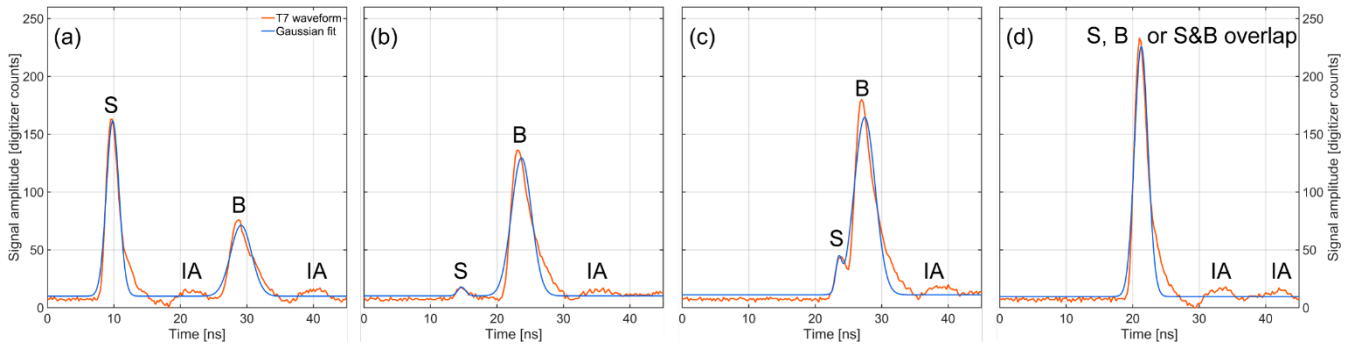 260
200
150
100
50
0
Signal amplitude [digitizer counts]
(a)
T7 waveform
Gaussian fit
S
B
IA
IA
0 10 20 30 40
Time [ns]
(b)
B
S
IA
0 10 20 30 40
Time [ns]
(c)
B
S
IA
0 10 20 30 40
Time [ns]
(d)
S, B or S&B overlap
IA
IA
0 10 20 30 40
Time [ns]
250
200
150
100
50
0
Signal amplitude [digitizer counts]